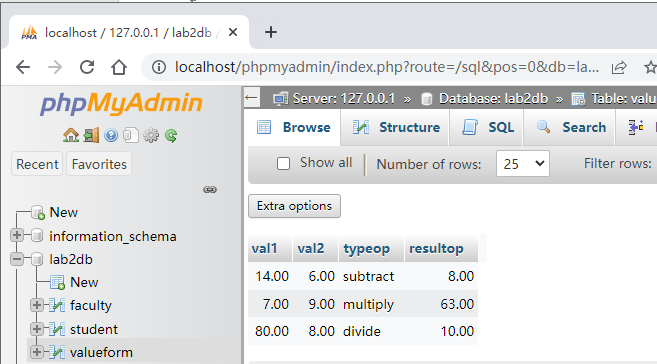 PMA localhost / 127.0.0.1 / lab2db /
localhost/phpmyadmin/index.php?route=/sql&pos=0&db=la...
phpMyAdmin
Recent Favorites
New
information_schema
lab2db
New
faculty
student
valueform
Server: 127.0.0.1 » Database: lab2db » Table: valu
Browse Structure SQL Search
Show all Number of rows: 25 Filter rows:
Extra options
val1 val2 typeop resultop
14.00 6.00 subtract 8.00
7.00 9.00 multiply 63.00
80.00 8.00 divide 10.00